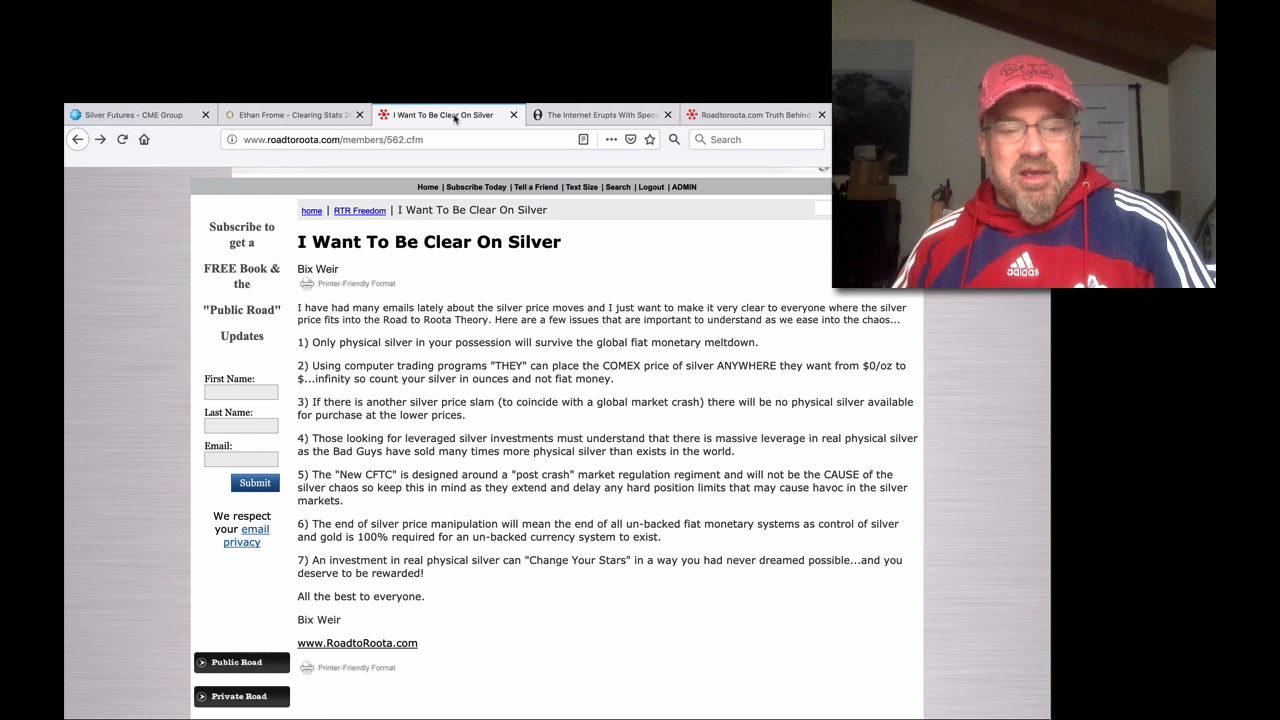 Silver Futures - CME Group
Ethan Frome - Clearing Stats 2
I Want To Be Clear On Silver
The Internet Erupts With Specu
Roadtoroota.com Truth Behind
www.roadtoroota.com/members/562.cfm
Search
Home | Subscribe Today | Tell a Friend | Text Size | Search | Logout | ADMIN
home | RTR Freedom | I Want To Be Clear On Silver
Subscribe to
get a
FREE Book &
the
"Public Road"
Updates
First Name:
Last Name:
Email:
Submit
We respect
your email
privacy
Public Road
Private Road
I Want To Be Clear On Silver
Bix Weir
Printer-Friendly Format
I have had many emails lately about the silver price moves and I just want to make it very clear to everyone where the silver
price fits into the Road to Roota Theory. Here are a few issues that are important to understand as we ease into the chaos...
1) Only physical silver in your possession will survive the global fiat monetary meltdown.
2) Using computer trading programs "THEY" can place the COMEX price of silver ANYWHERE they want from $0/oz to
$...infinity so count your silver in ounces and not fiat money.
3) If there is another silver price slam (to coincide with a global market crash) there will be no physical silver available
for purchase at the lower prices.
4) Those looking for leveraged silver investments must understand that there is massive leverage in real physical silver
as the Bad Guys have sold many times more physical silver than exists in the world.
5) The "New CFTC" is designed around a "post crash" market regulation regiment and will not be the CAUSE of the
silver chaos so keep this in mind as they extend and delay any hard position limits that may cause havoc in the silver
markets.
6) The end of silver price manipulation will mean the end of all un-backed fiat monetary systems as control of silver
and gold is 100% required for an un-backed currency system to exist.
7) An investment in real physical silver can "Change Your Stars" in a way you had never dreamed possible...and you
deserve to be rewarded!
All the best to everyone.
Bix Weir
www.RoadtoRoota.com
Printer-Friendly Format
adidas